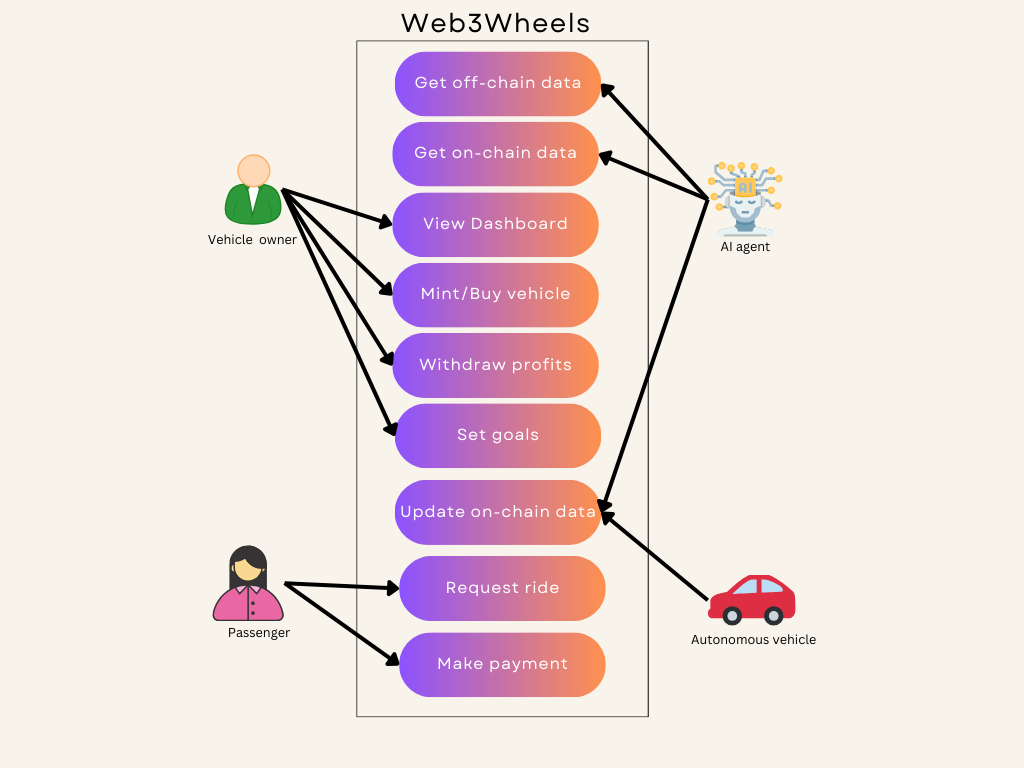 Web3Wheels
Get off-chain data
Get on-chain data
View Dashboard
Mint/Buy vehicle
Withdraw profits
Set goals
Update on-chain data
Request ride
Make payment
Vehicle owner
Passenger
AI
AI agent
Autonomous vehicle